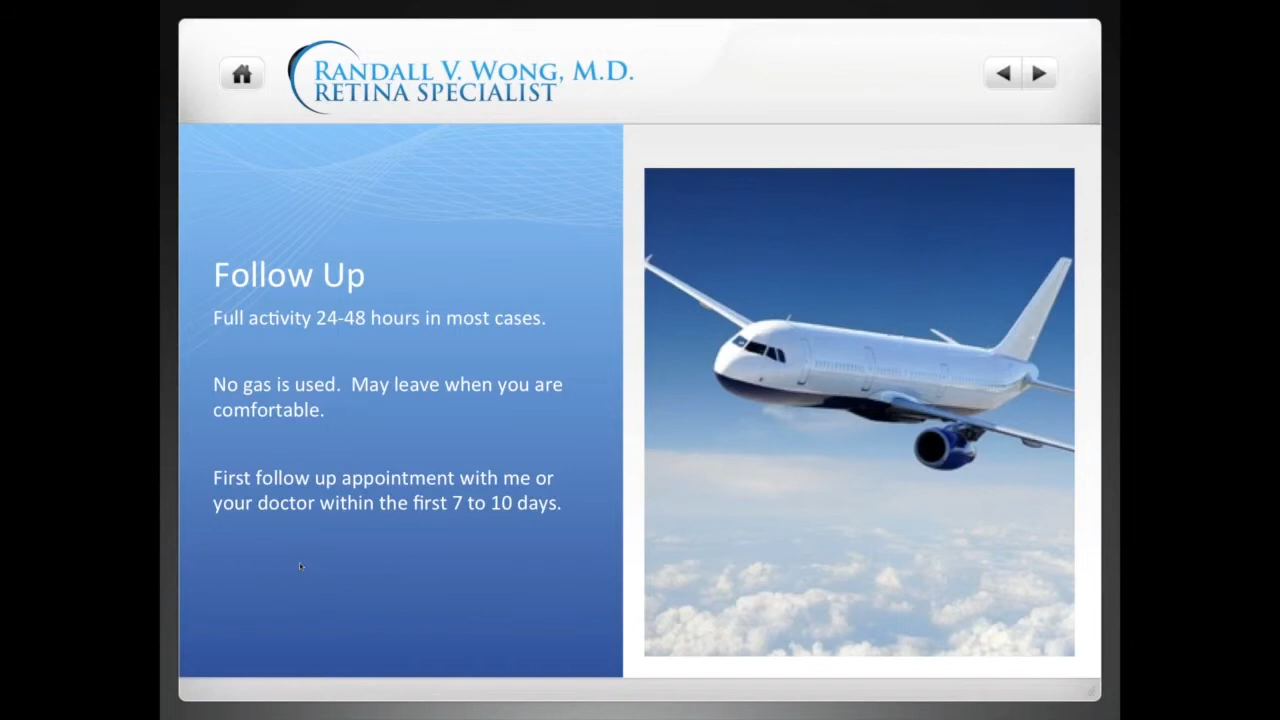 RANDALL V. WONG, M.D.
RETINA SPECIALIST
Follow Up
Full activity 24-48 hours in most cases.
No gas is used.  May leave when you are
comfortable.
First follow up appointment with me or
your doctor within the first 7 to 10 days.